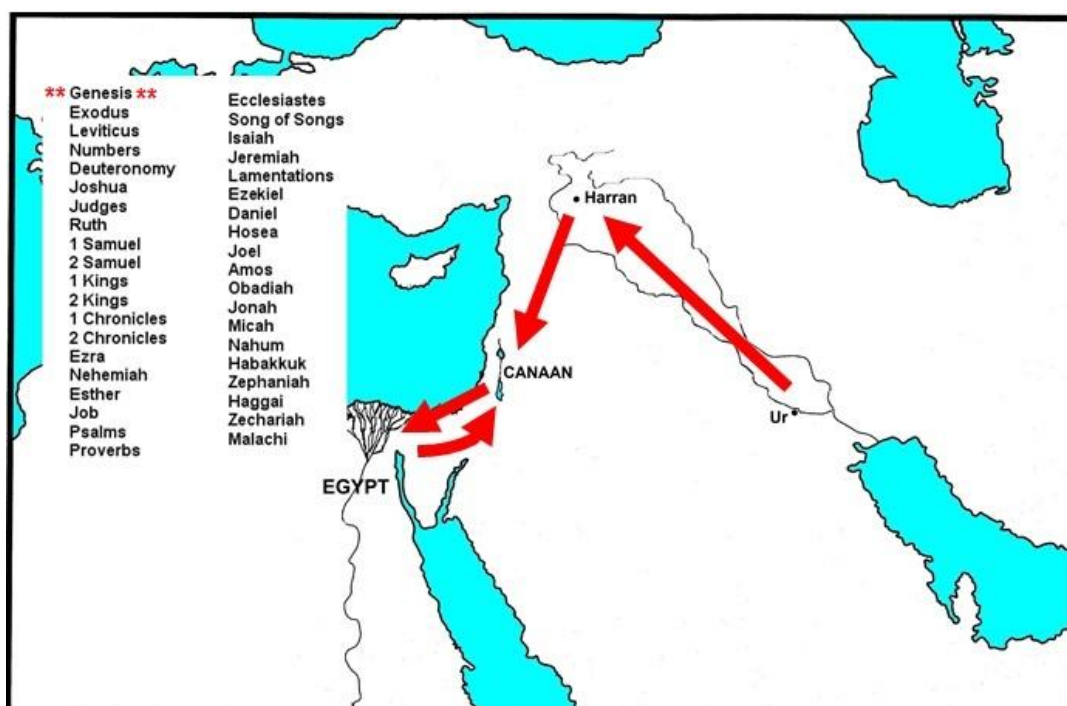 ** Genesis **
Exodus
Leviticus
Numbers
Deuteronomy
Joshua
Judges
Ruth
1 Samuel
2 Samuel
1 Kings
2 Kings
1 Chronicles
2 Chronicles
Ezra
Nehemiah
Esther
Job
Psalms
Proverbs
Ecclesiastes
Song of Songs
Isaiah
Jeremiah
Lamentations
Ezekiel
Daniel
Hosea
Joel
Amos
Obadiah
Jonah
Micah
Nahum
Habakkuk
Zephaniah
Haggai
Zechariah
Malachi
Harran
CANAAN
Ur
EGYPT